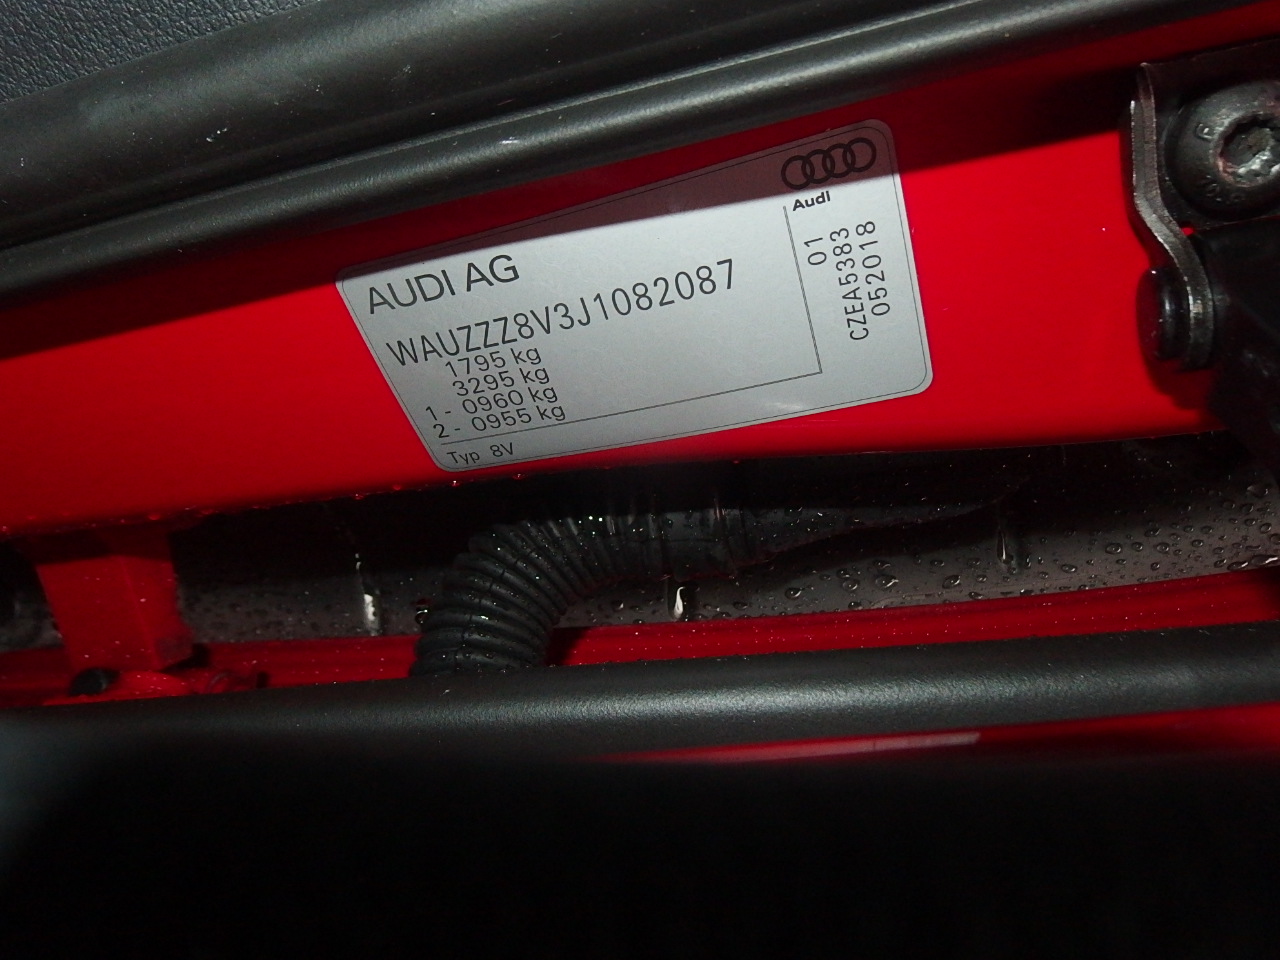 AUDI AG
WAUZZZ8V3J1082087
1795 kg
3295 kg
1 - 0960 kg
2 - 0955 kg
Typ 8V
Audi
01
CZEA5383
052018